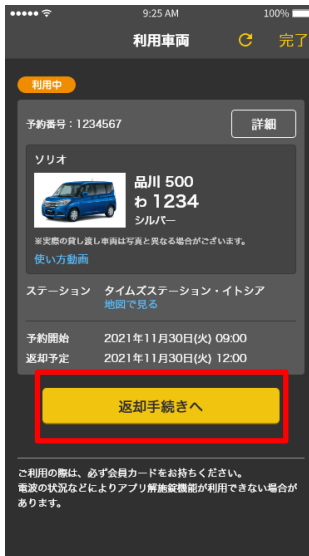 9:25 AM 100%
利用車両 完了
利用中
予約番号：1234567 詳細
ソリオ
品川 500
わ 1234
シルバー
※実際の貸し渡し車両は写真と異なる場合がございます。
使い方動画
ステーション タイムズステーション・イトシア
地図で見る
予約開始 2021年11月30日(火) 09:00
返却予定 2021年11月30日(火) 12:00
返却手続きへ
ご利用の際は、必ず会員カードをお持ちください。
電波の状況などによりアプリ解施錠機能が利用できない場合が
あります。